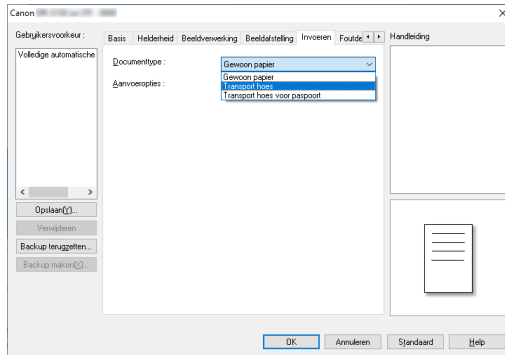 Canon
Gebruikersvoorkeur :
Volledige automatische
Opslaan(Y)...
Verwijderen
Backup terugzetten...
Backup maken(X)...
Basis Helderheid Beeldverwerking Beeldafstelling Invoeren Foutde
Documenttype :
Gewoon papier
Gewoon papier
Transport hoes
Transport hoes voor paspoort
Aanvoeropties :
Handleiding
OK Annuleren Standaard Help